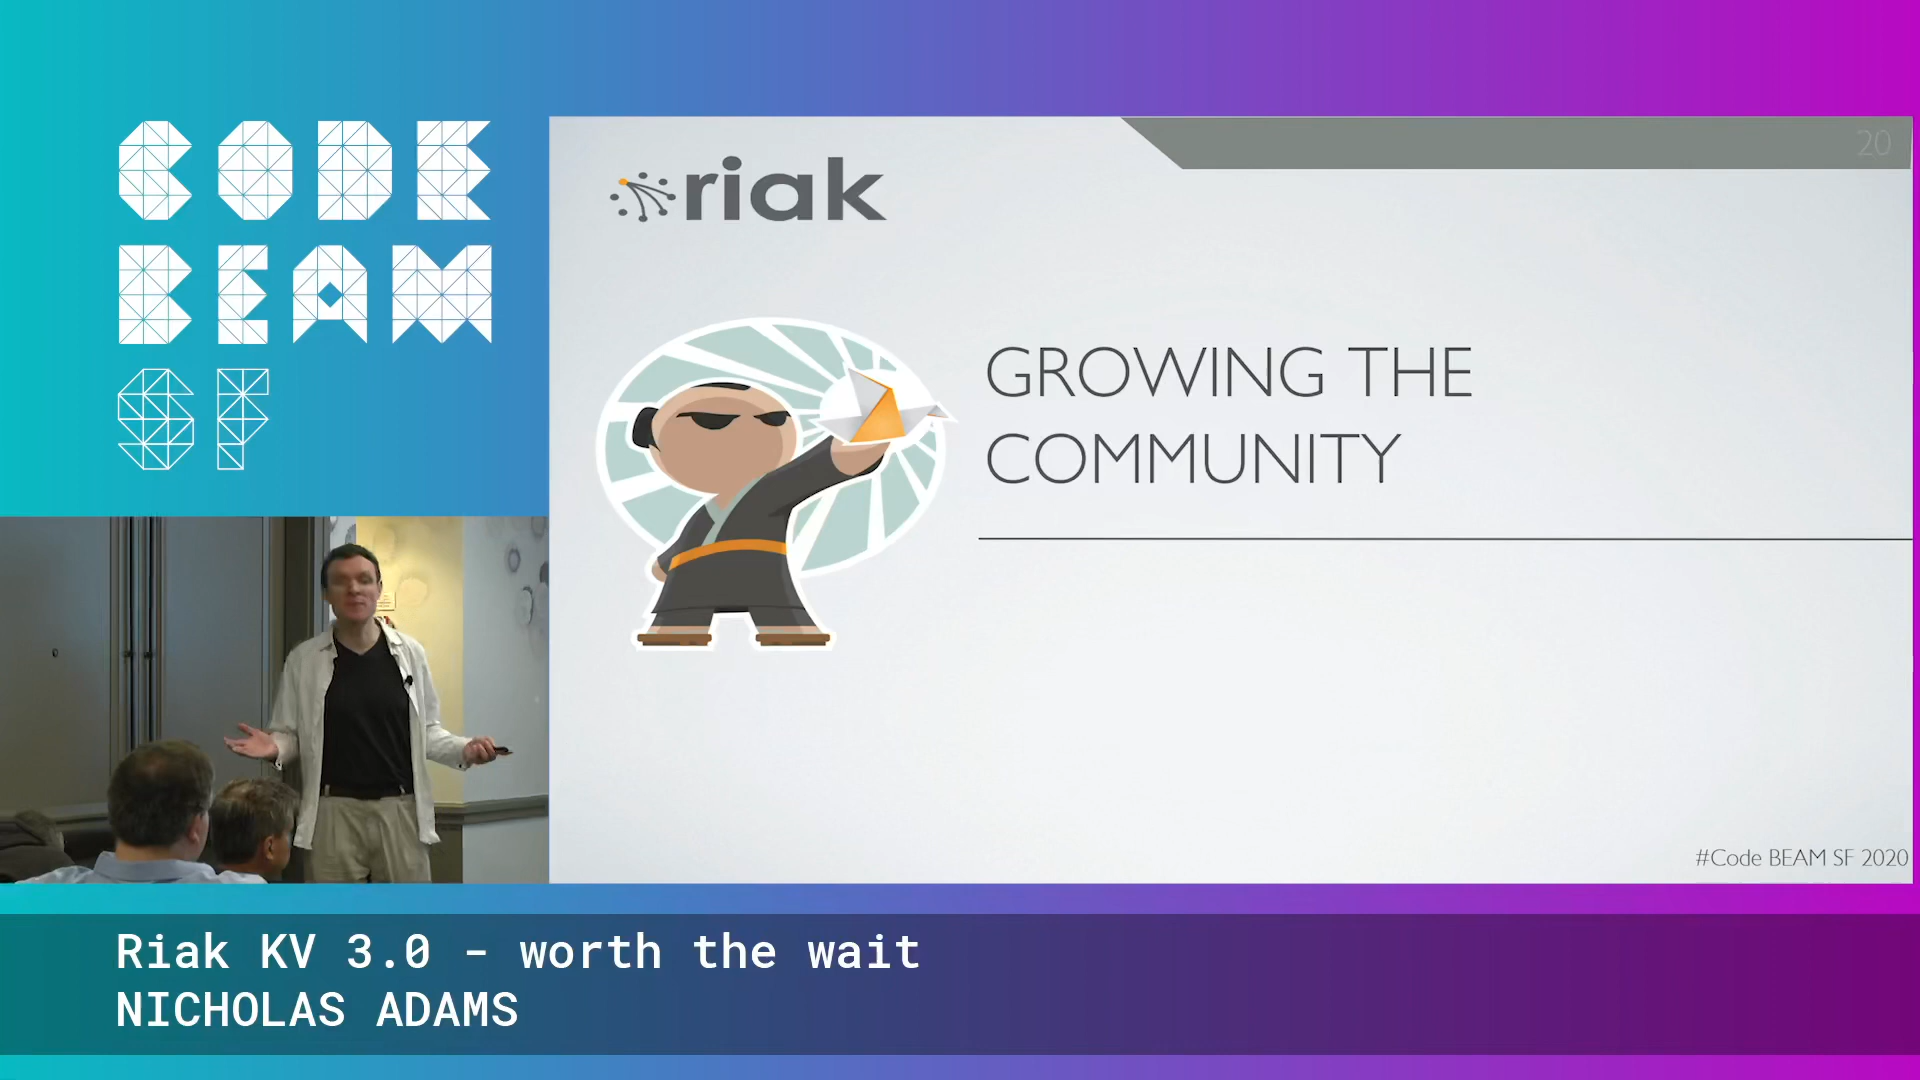 CODE
BEAM
SF
riak
20
GROWING THE
COMMUNITY
#Code BEAM SF 2020
Riak KV 3.0 - worth the wait
NICHOLAS ADAMS